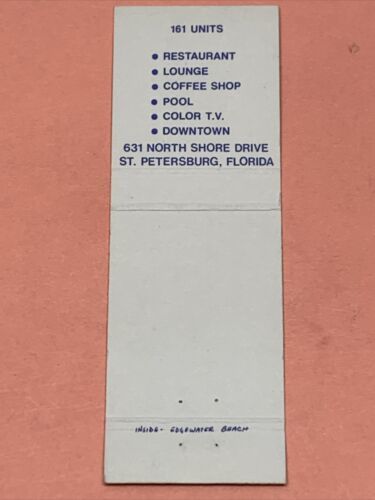 161 UNITS
● RESTAURANT
● LOUNGE
● COFFEE SHOP
● POOL
● COLOR T.V.
● DOWNTOWN
631 NORTH SHORE DRIVE
ST. PETERSBURG, FLORIDA
INSIDE- EDGEWATER BEACH